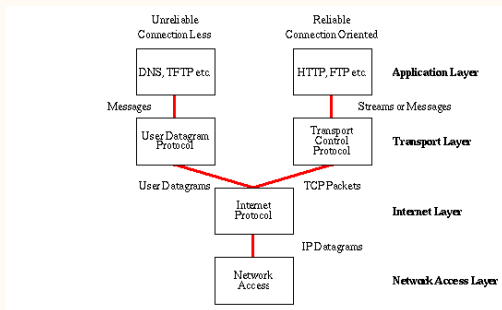 Unreliable
Connection Less
Reliable
Connection Oriented
DNS, TFTP etc.
HTTP, FTP etc.
Application Layer
Messages
Streams or Messages
User Datagram
Protocol
Transport
Control
Protocol
Transport Layer
User Datagrams
TCP Packets
Internet
Protocol
Internet Layer
IP Datagrams
Network
Access
Network Access Layer